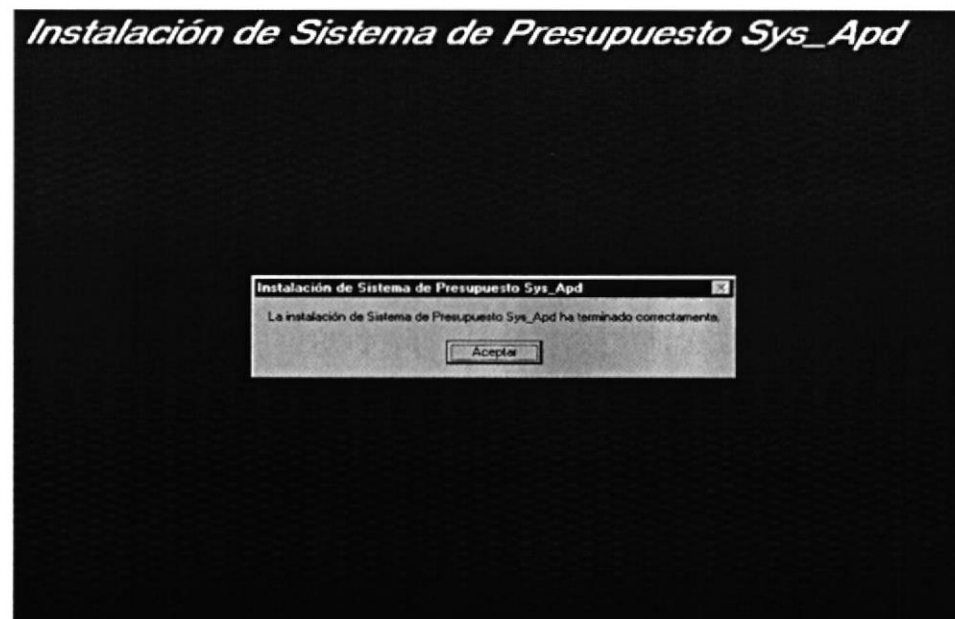 Instalación de Sistema de Presupuesto Sys_Apd
Instalación de Sistema de Presupuesto Sys_Apd
La instalación de Sistema de Presupuesto Sys_Apd ha terminado correctamente.
Aceptar